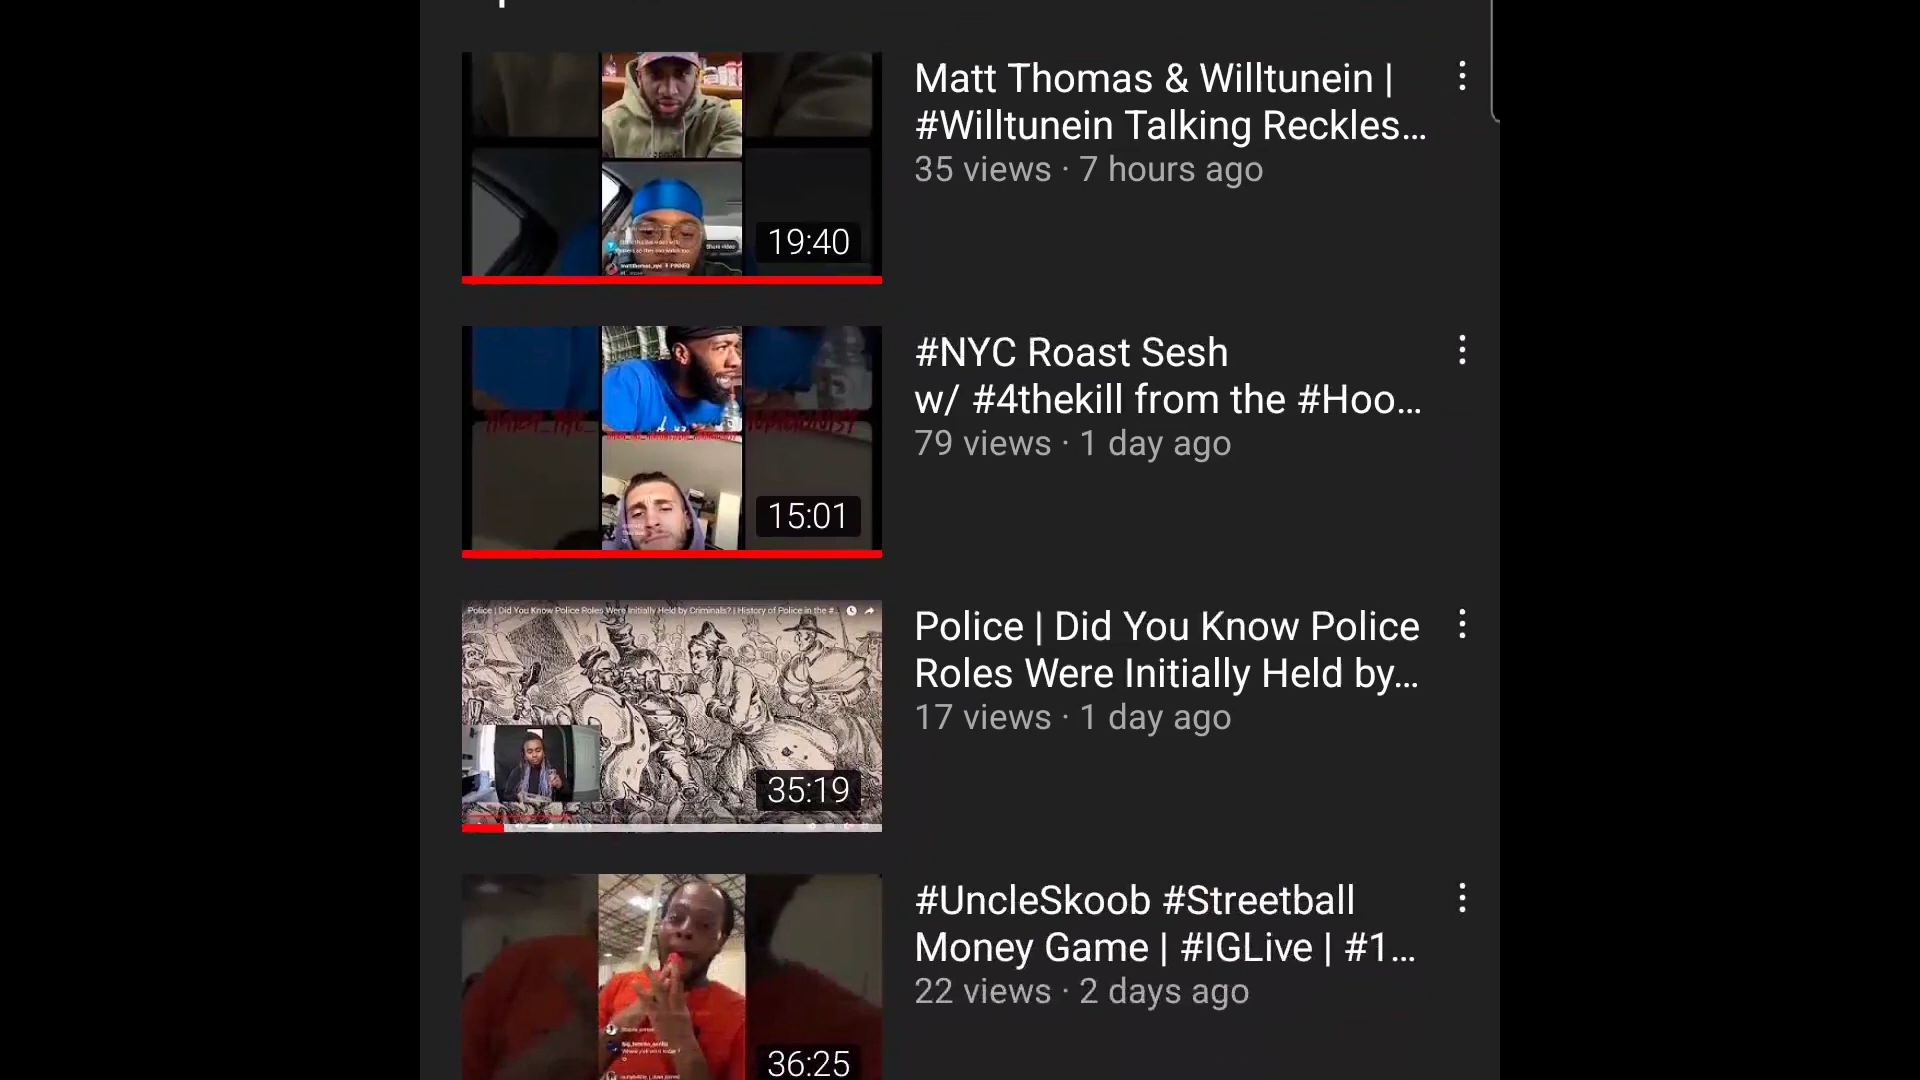 Matt Thomas & Willtunein |
#Willtunein Talking Reckles...
35 views · 7 hours ago
19:40
#NYC Roast Sesh
w/ #4thekill from the #Hoo...
79 views · 1 day ago
15:01
Police | Did You Know Police Roles Were Initially Held by Criminals? | History of Police in the #...
Police | Did You Know Police
Roles Were Initially Held by...
17 views · 1 day ago
35:19
#UncleSkoob #Streetball
Money Game | #IGLive | #1...
22 views · 2 days ago
36:25